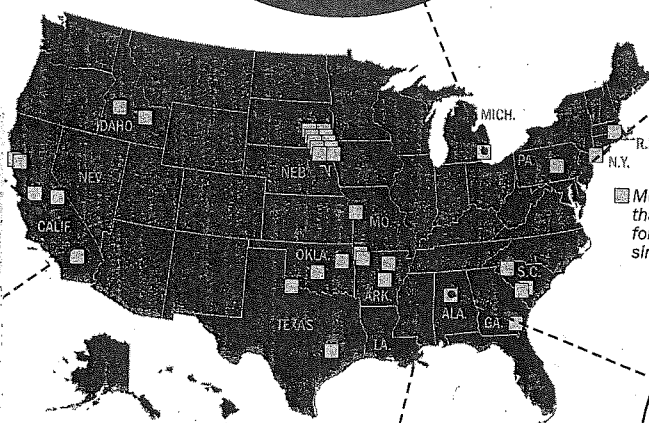 MICH.
IDAHO
R.
NEB.
PA.
N.Y.
NEV.
tha
MO.
CALIF.
for
sin
OKLA.
S.C.
ARK.
TEXAS
ALA.
GA.
LA.